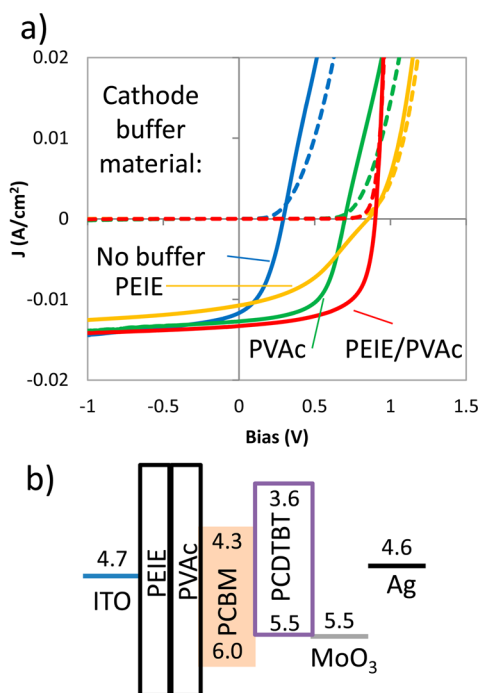 a)
0.02
0.01
0
-0.01
-0.02
J (A/cm²)
Cathode
buffer
material:
No buffer
PEIE
PVAc
PEIE/PVAc
-1
0
0.5
1
1.5
Bias (V)
b)
4.7
ITO
PEIE
PVAc
4.3
PCBM
6.0
3.6
PCDTBT
5.5
5.5
MoO₃
4.6
Ag